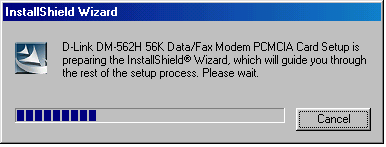 InstallShield Wizard
D-Link DM-562H 56K Data/Fax Modem PCMCIA Card Setup is
preparing the InstallShield® Wizard, which will guide you through
the rest of the setup process. Please wait.
Cancel